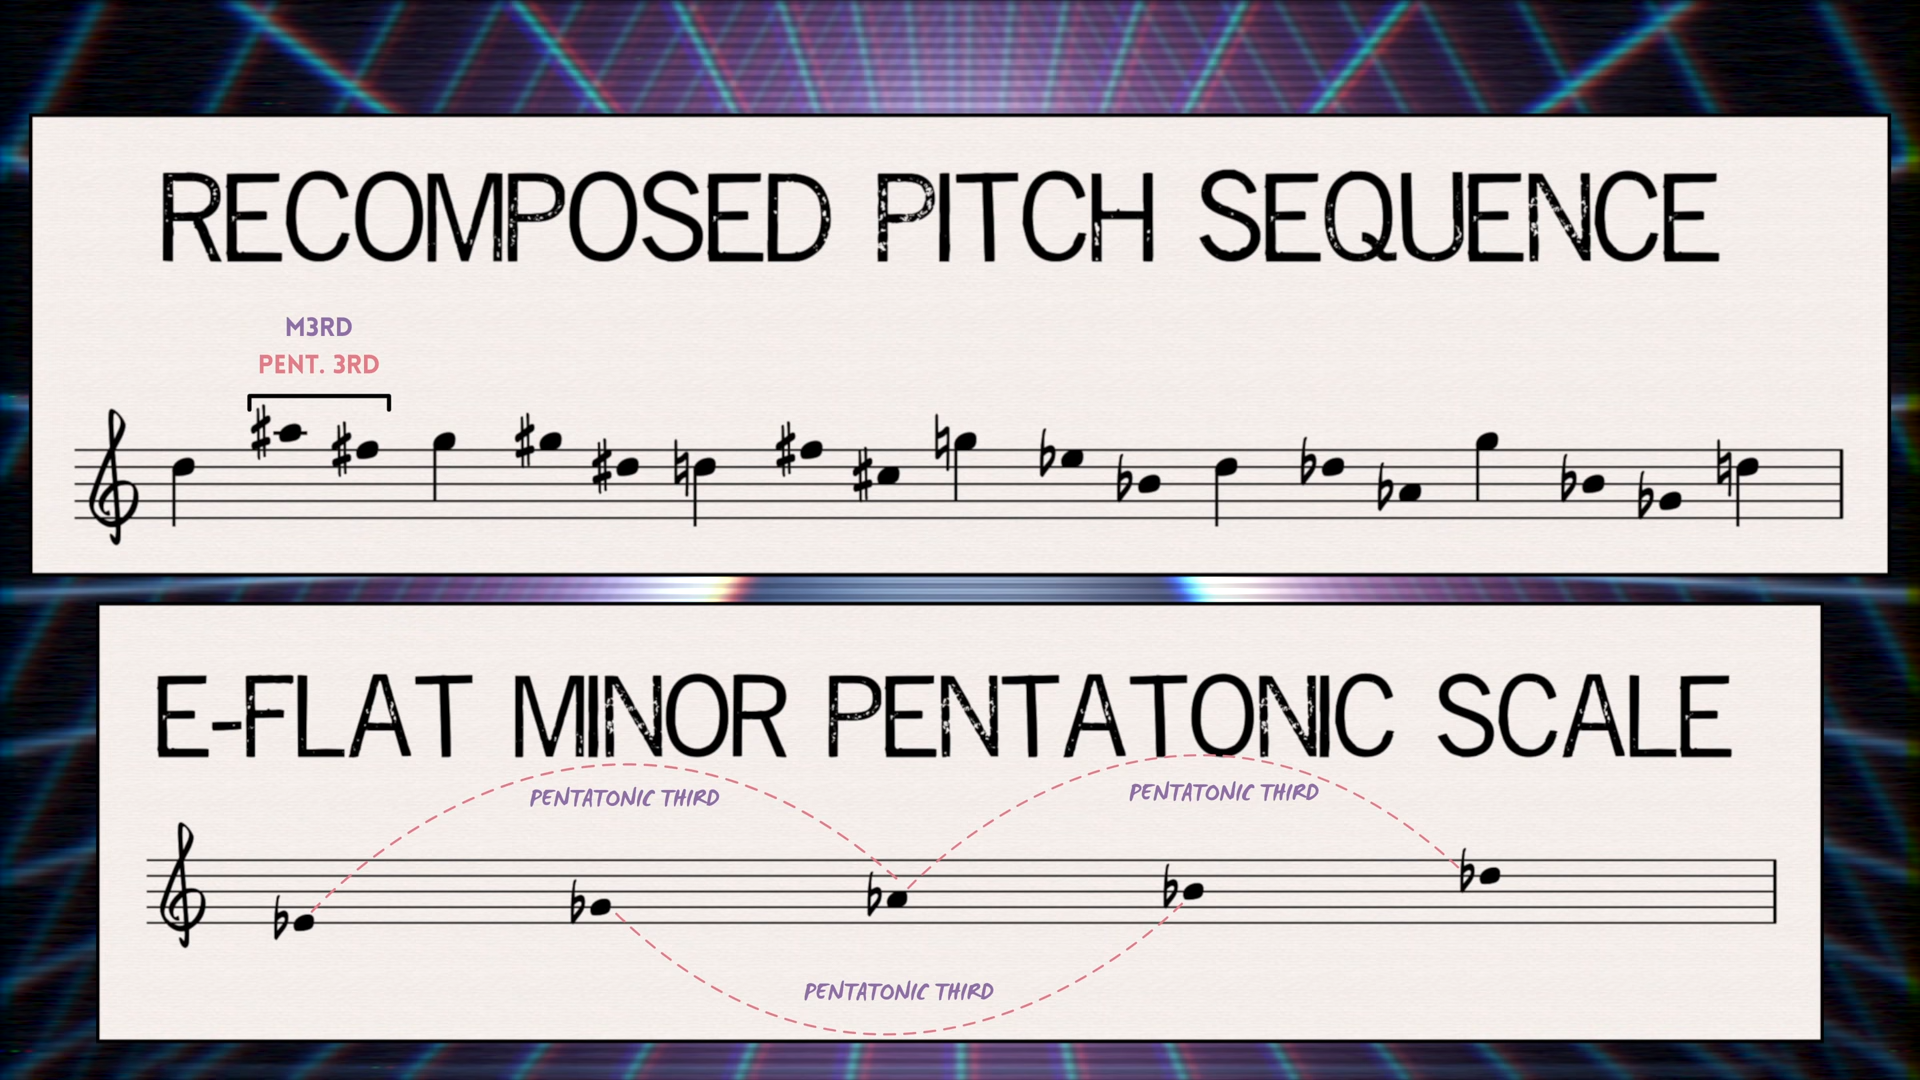 RECOMPOSED PITCH SEQUENCE
M3RD
PENT. 3RD
E-FLAT MINOR PENTATONIC SCALE
PENTATONIC THIRD
PENTATONIC THIRD
PENTATONIC THIRD